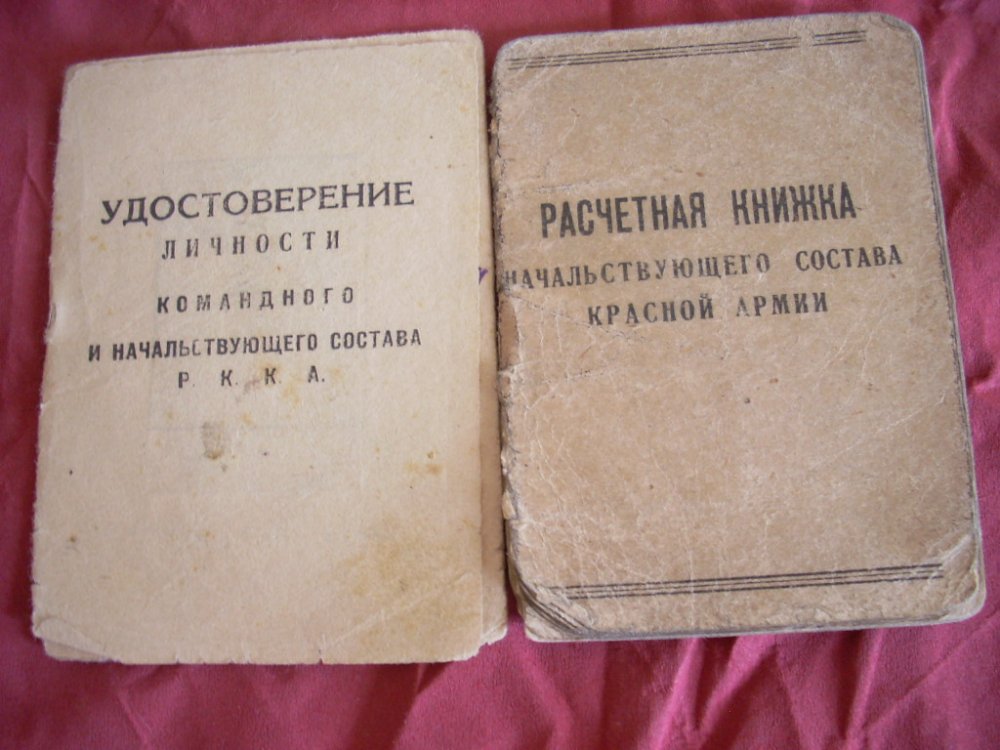 УДОСТОВЕРЕНИЕ
ЛИЧНОСТИ
КОМАНДНОГО
И НАЧАЛЬСТВУЮЩЕГО СОСТАВА
Р. К. К. А.
РАСЧЕТНАЯ КНИЖКА
НАЧАЛЬСТВУЮЩЕГО СОСТАВА
КРАСНОЙ АРМИИ